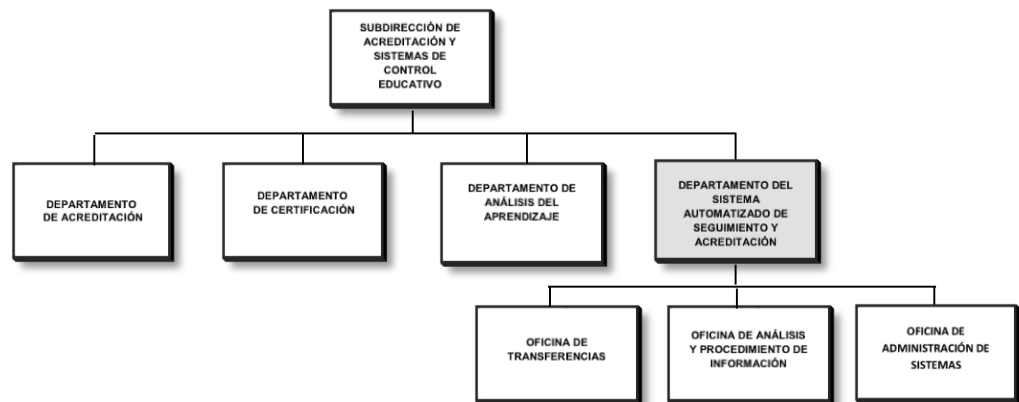 SUBDIRECCIÓN DE
ACREDITACIÓN Y
SISTEMAS DE
CONTROL
EDUCATIVO
DEPARTAMENTO
DE ACREDITACIÓN
DEPARTAMENTO
DE CERTIFICACIÓN
DEPARTAMENTO DE
ANÁLISIS DEL
APRENDIZAJE
DEPARTAMENTO DEL
SISTEMA
AUTOMATIZADO DE
SEGUIMIENTO Y
ACREDITACIÓN
OFICINA DE
TRANSFERENCIAS
OFICINA DE ANÁLISIS
Y PROCEDIMIENTO DE
INFORMACIÓN
OFICINA DE
ADMINISTRACIÓN DE
SISTEMAS